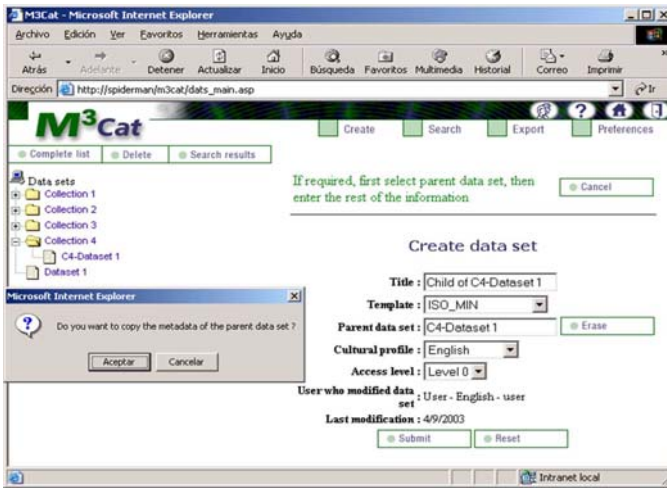 M3Cat - Microsoft Internet Explorer
Archivo Edición Ver Favoritos Herramientas Ayuda
Atrás Adelante Detener Actualizar Inicio Búsqueda Favoritos Multimedia Historial Correo Imprimir
Dirección http://spiderman/m3cat/dats_main.asp Ir
M3Cat
Create Search Export Preferences
Complete list Delete Search results
Data sets
Collection 1
Collection 2
Collection 3
Collection 4
C4-Dataset 1
Dataset 1
If required, first select parent data set, then
enter the rest of the information
Cancel
Create data set
Title : Child of C4-Dataset 1
Template : ISO_MIN
Parent data set : C4-Dataset 1 Erase
Cultural profile : English
Access level : Level 0
User who modified data set : User - English - user
Last modification : 4/9/2003
Submit Reset
Microsoft Internet Explorer
Do you want to copy the metadata of the parent data set ?
Aceptar Cancelar
Intranet local